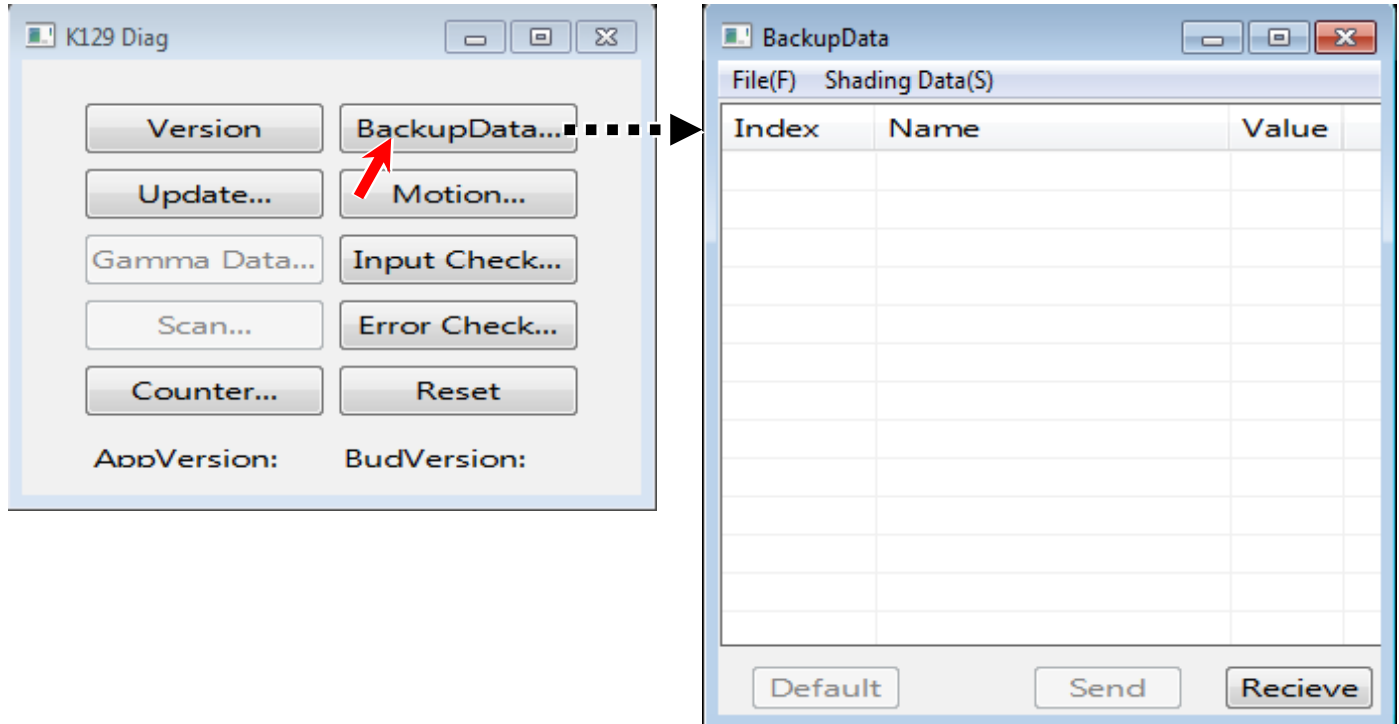 K129 Diag
Version
BackupData...
Update...
Motion...
Gamma Data...
Input Check...
Scan...
Error Check...
Counter...
Reset
AppVersion:
BudVersion:
BackupData
File(F) Shading Data(S)
Index Name Value
Default Send Recieve